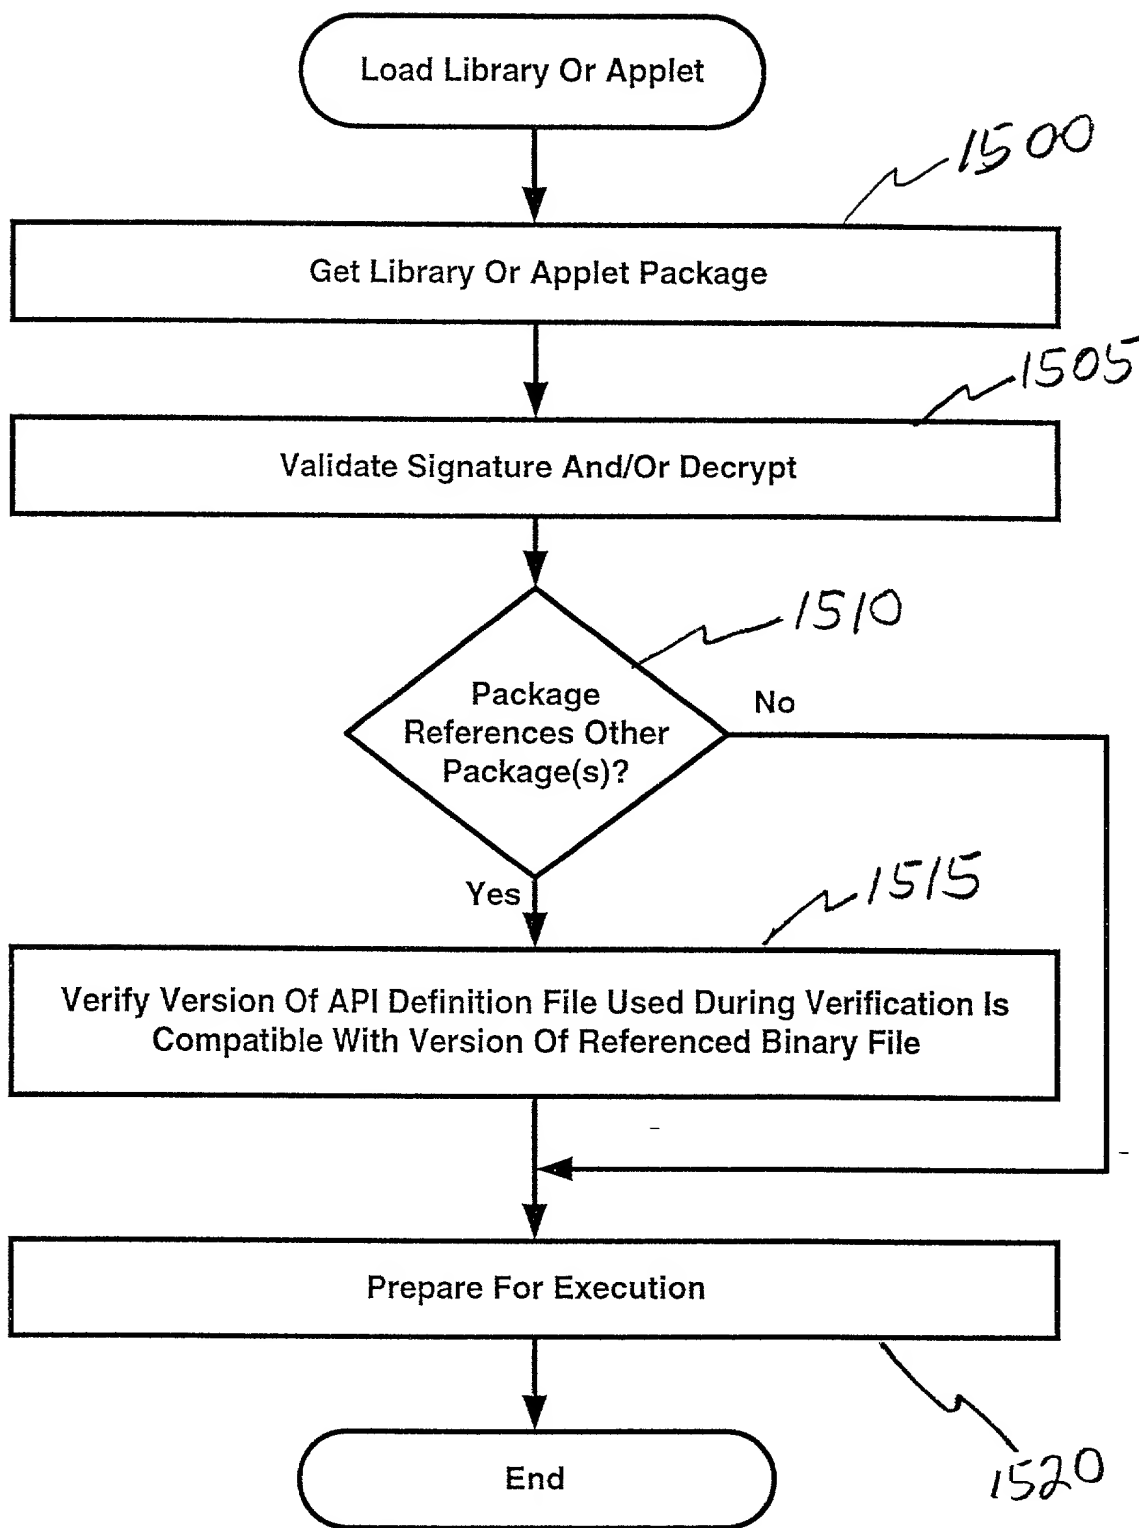 Load Library Or Applet
1500
Get Library Or Applet Package
1505
Validate Signature And/Or Decrypt
1510
Package
References Other
Package(s)?
No
Yes
1515
Verify Version Of API Definition File Used During Verification Is
Compatible With Version Of Referenced Binary File
Prepare For Execution
End
1520